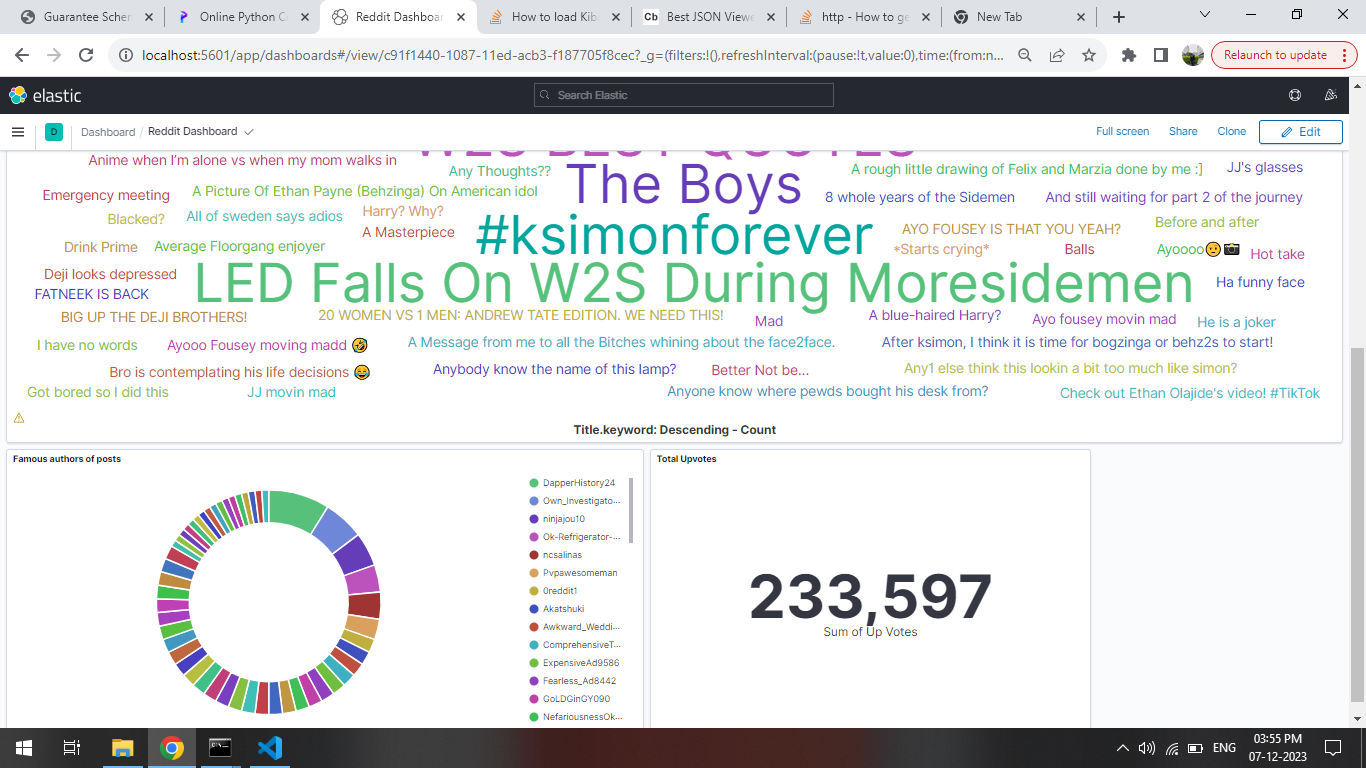 Guarantee Schem
Online Python Co
Reddit Dashboar
How to load Kiba
Best JSON Viewe
http - How to ge
New Tab
localhost:5601/app/dashboards#/view/c91f1440-1087-11ed-acb3-f187705f8cec?_g=(filters:!(),refreshInterval:(pause:!t,value:0),time:(from:n...
Relaunch to update
elastic
Search Elastic
D Dashboard / Reddit Dashboard
Full screen Share Clone Edit
W2S BEST QUOTES
Anime when I'm alone vs when my mom walks in
Any Thoughts??
The Boys
A rough little drawing of Felix and Marzia done by me :]
JJ's glasses
Emergency meeting
A Picture Of Ethan Payne (Behzinga) On American idol
8 whole years of the Sidemen
And still waiting for part 2 of the journey
Blacked?
All of sweden says adios
Harry? Why?
#ksimonforever
AYO FOUSEY IS THAT YOU YEAH?
Before and after
A Masterpiece
Drink Prime
Average Floorgang enjoyer
*Starts crying*
Balls
Ayoooo🤨📸
Hot take
Deji looks depressed
LED Falls On W2S During Moresidemen
Ha funny face
FATNEEK IS BACK
BIG UP THE DEJI BROTHERS!
20 WOMEN VS 1 MEN: ANDREW TATE EDITION. WE NEED THIS!
Mad
A blue-haired Harry?
Ayo fousey movin mad
He is a joker
I have no words
Ayooo Fousey moving madd 🤣
A Message from me to all the Bitches whining about the face2face.
After ksimon, I think it is time for bogzinga or behz2s to start!
Bro is contemplating his life decisions 😂
Anybody know the name of this lamp?
Better Not be...
Any1 else think this lookin a bit too much like simon?
Got bored so I did this
JJ movin mad
Anyone know where pewds bought his desk from?
Check out Ethan Olajide's video! #TikTok
Title.keyword: Descending - Count
Famous authors of posts
DapperHistory24
Own_Investigato...
ninjajou10
Ok-Refrigerator-...
ncsalinas
Pvpawesomeman
0reddit1
Akatshuki
Awkward_Weddi...
ComprehensiveT...
ExpensiveAd9586
Fearless_Ad8442
GoLDGinGY090
NefariousnessOk...
Total Upvotes
233,597
Sum of Up Votes
ENG
03:55 PM
07-12-2023